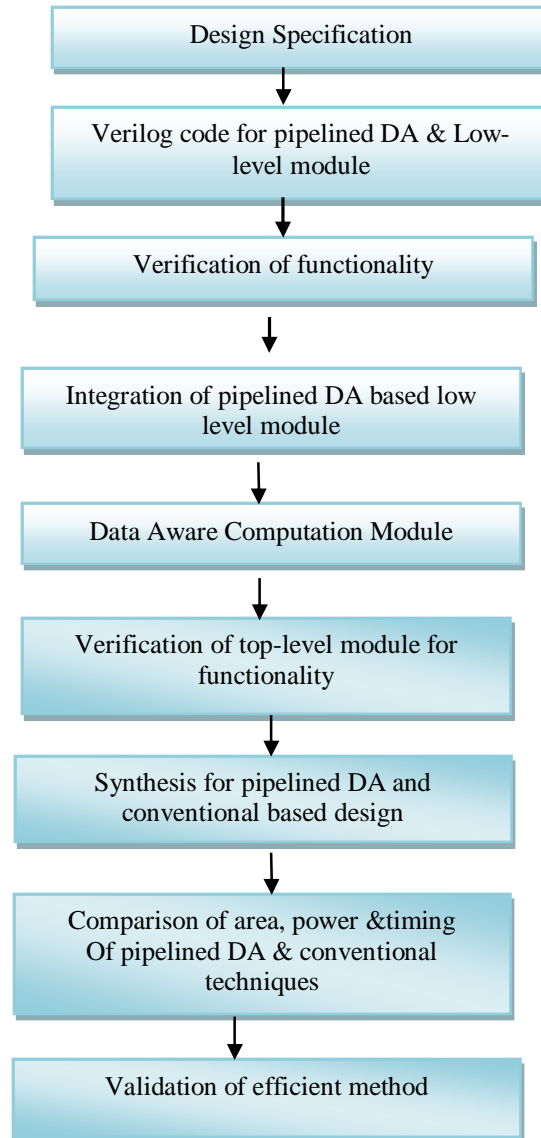 Design Specification
Verilog code for pipelined DA & Low-
level module
Verification of functionality
Integration of pipelined DA based low
level module
Data Aware Computation Module
Verification of top-level module for
functionality
Synthesis for pipelined DA and
conventional based design
Comparison of area, power &timing
Of pipelined DA & conventional
techniques
Validation of efficient method